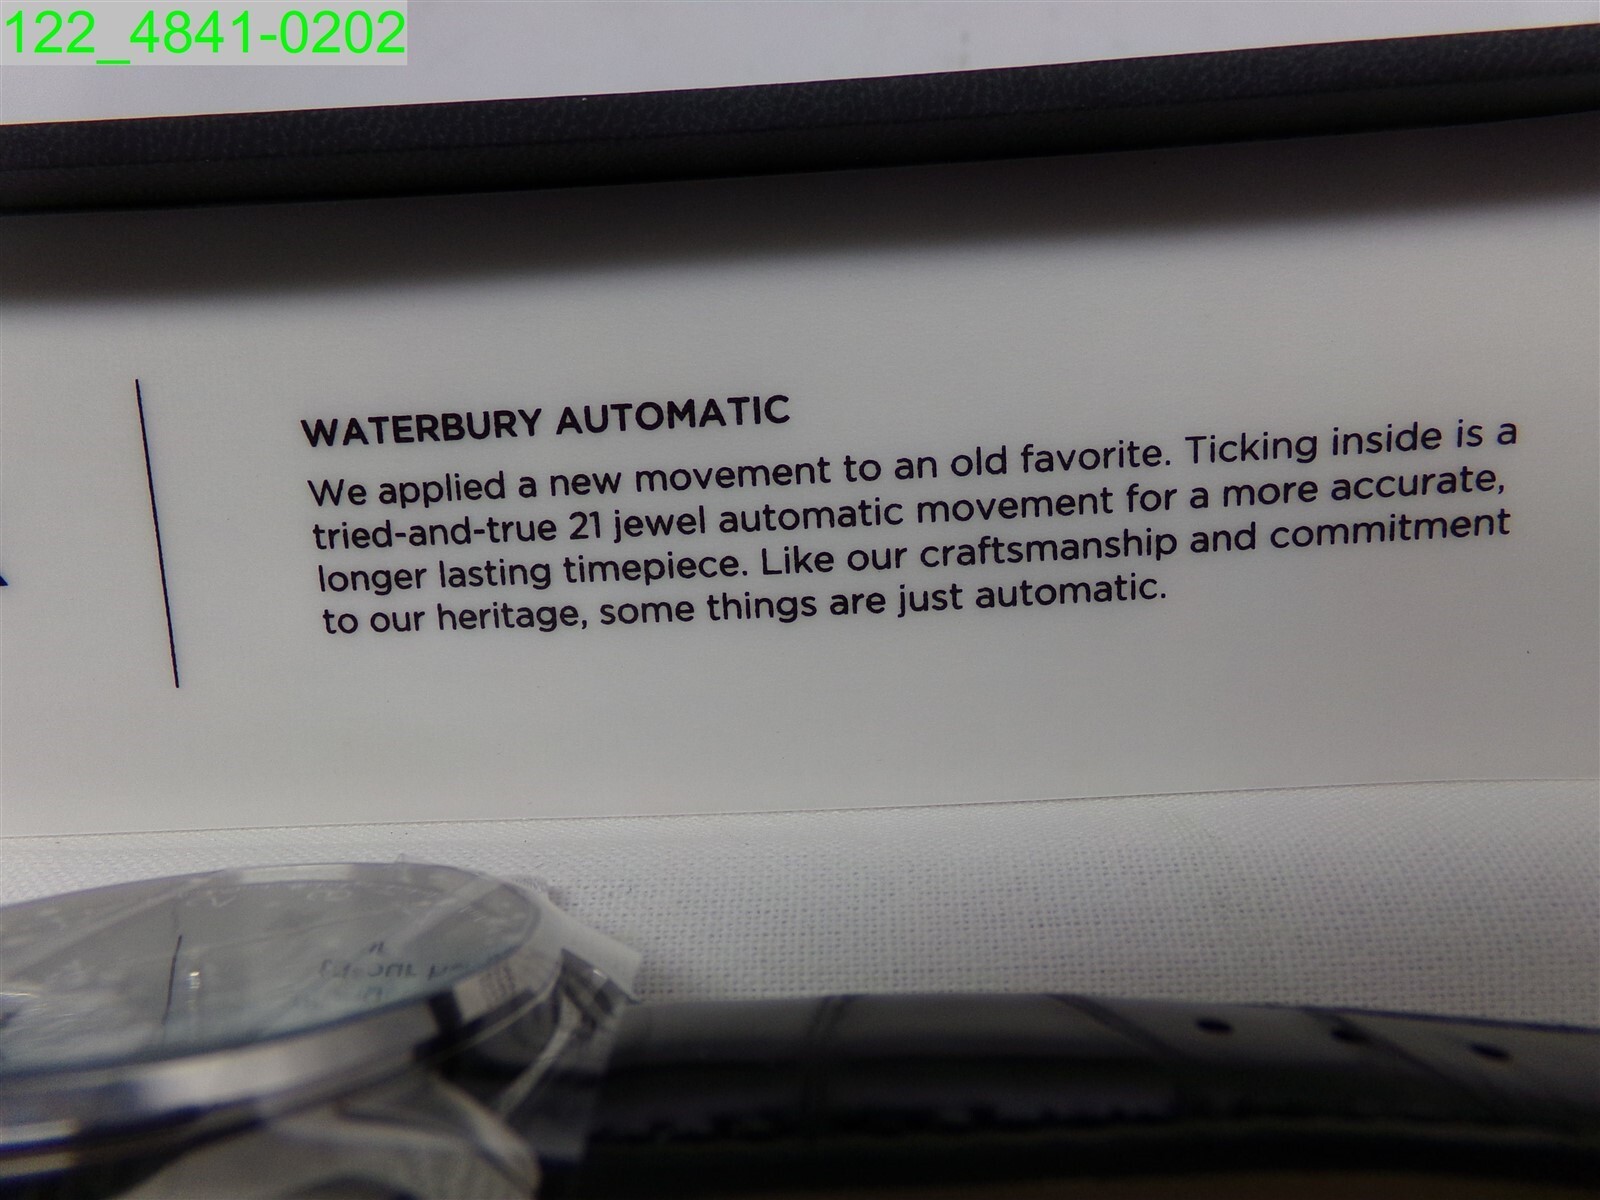 122_4841-0202
WATERBURY AUTOMATIC
We applied a new movement to an old favorite. Ticking inside is a
tried-and-true 21 jewel automatic movement for a more accurate,
longer lasting timepiece. Like our craftsmanship and commitment
to our heritage, some things are just automatic.